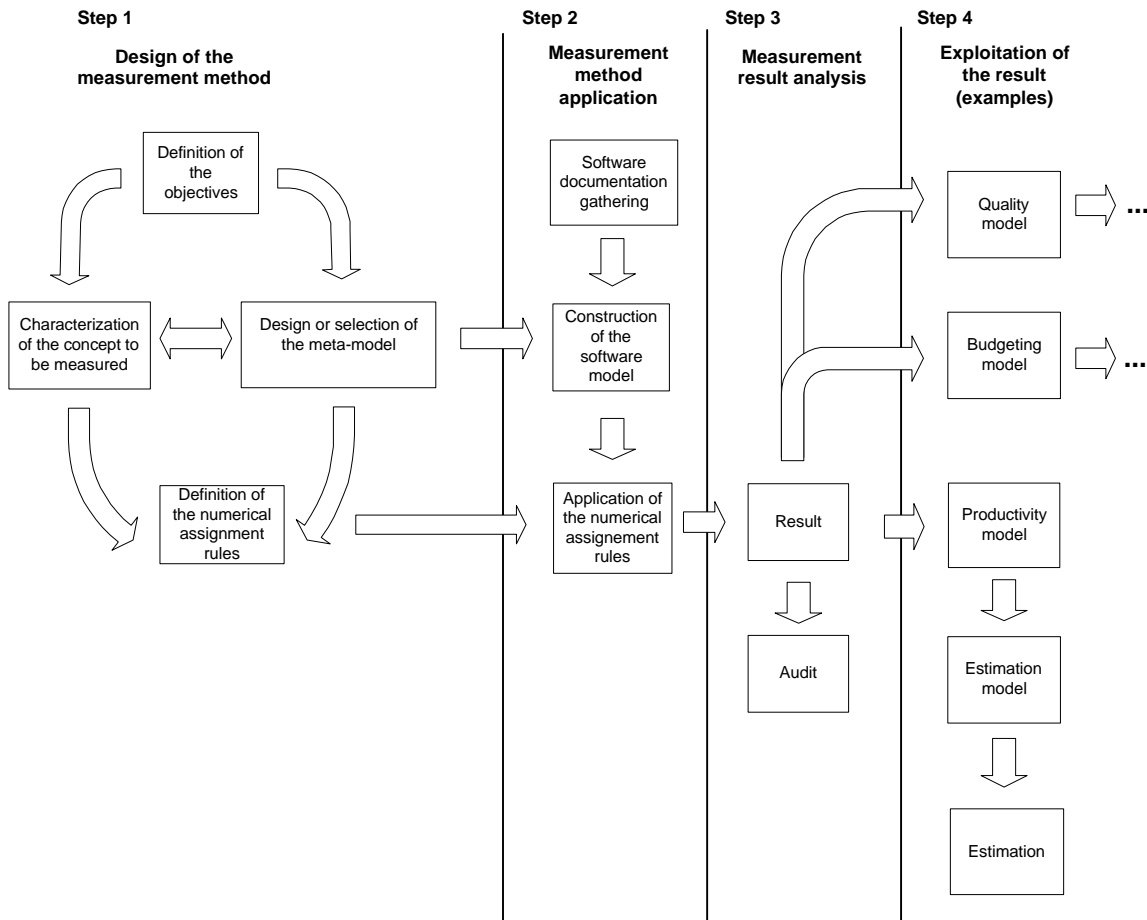 Step 1
Design of the
measurement method
Definition of
the
objectives
Characterization
of the concept to
be measured
Design or selection of
the meta-model
Definition of
the numerical
assignment
rules
Step 2
Measurement
method
application
Software
documentation
gathering
Construction
of the
software
model
Application of
the numerical
assignement
rules
Step 3
Measurement
result analysis
Result
Audit
Step 4
Exploitation of
the result
(examples)
Quality
model
...
Budgeting
model
...
Productivity
model
Estimation
model
Estimation